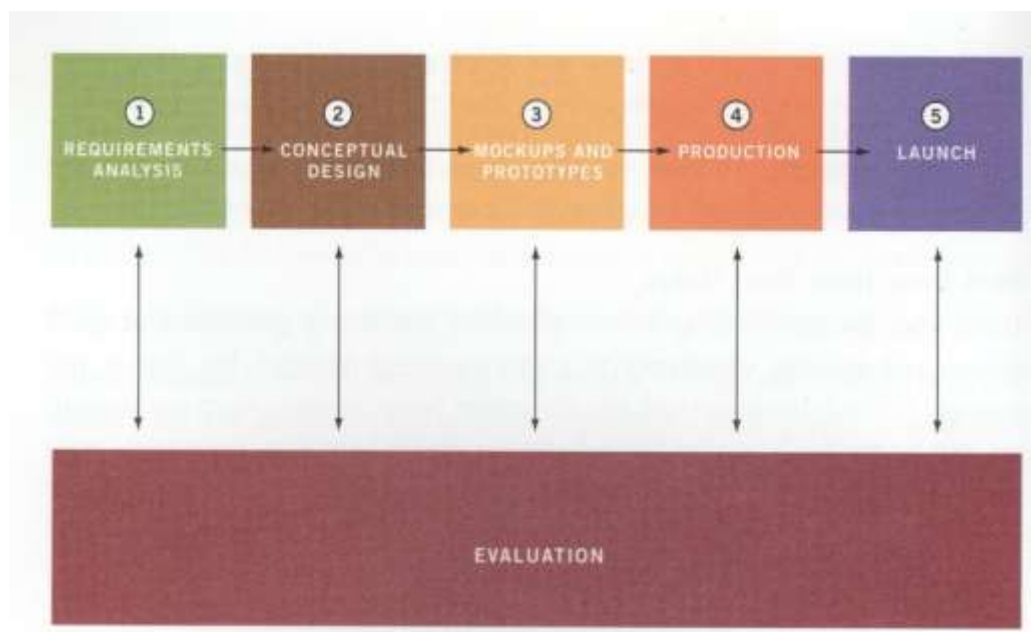 1
REQUIREMENTS
ANALYSIS
2
CONCEPTUAL
DESIGN
3
MOCKUPS AND
PROTOTYPES
4
PRODUCTION
5
LAUNCH
EVALUATION